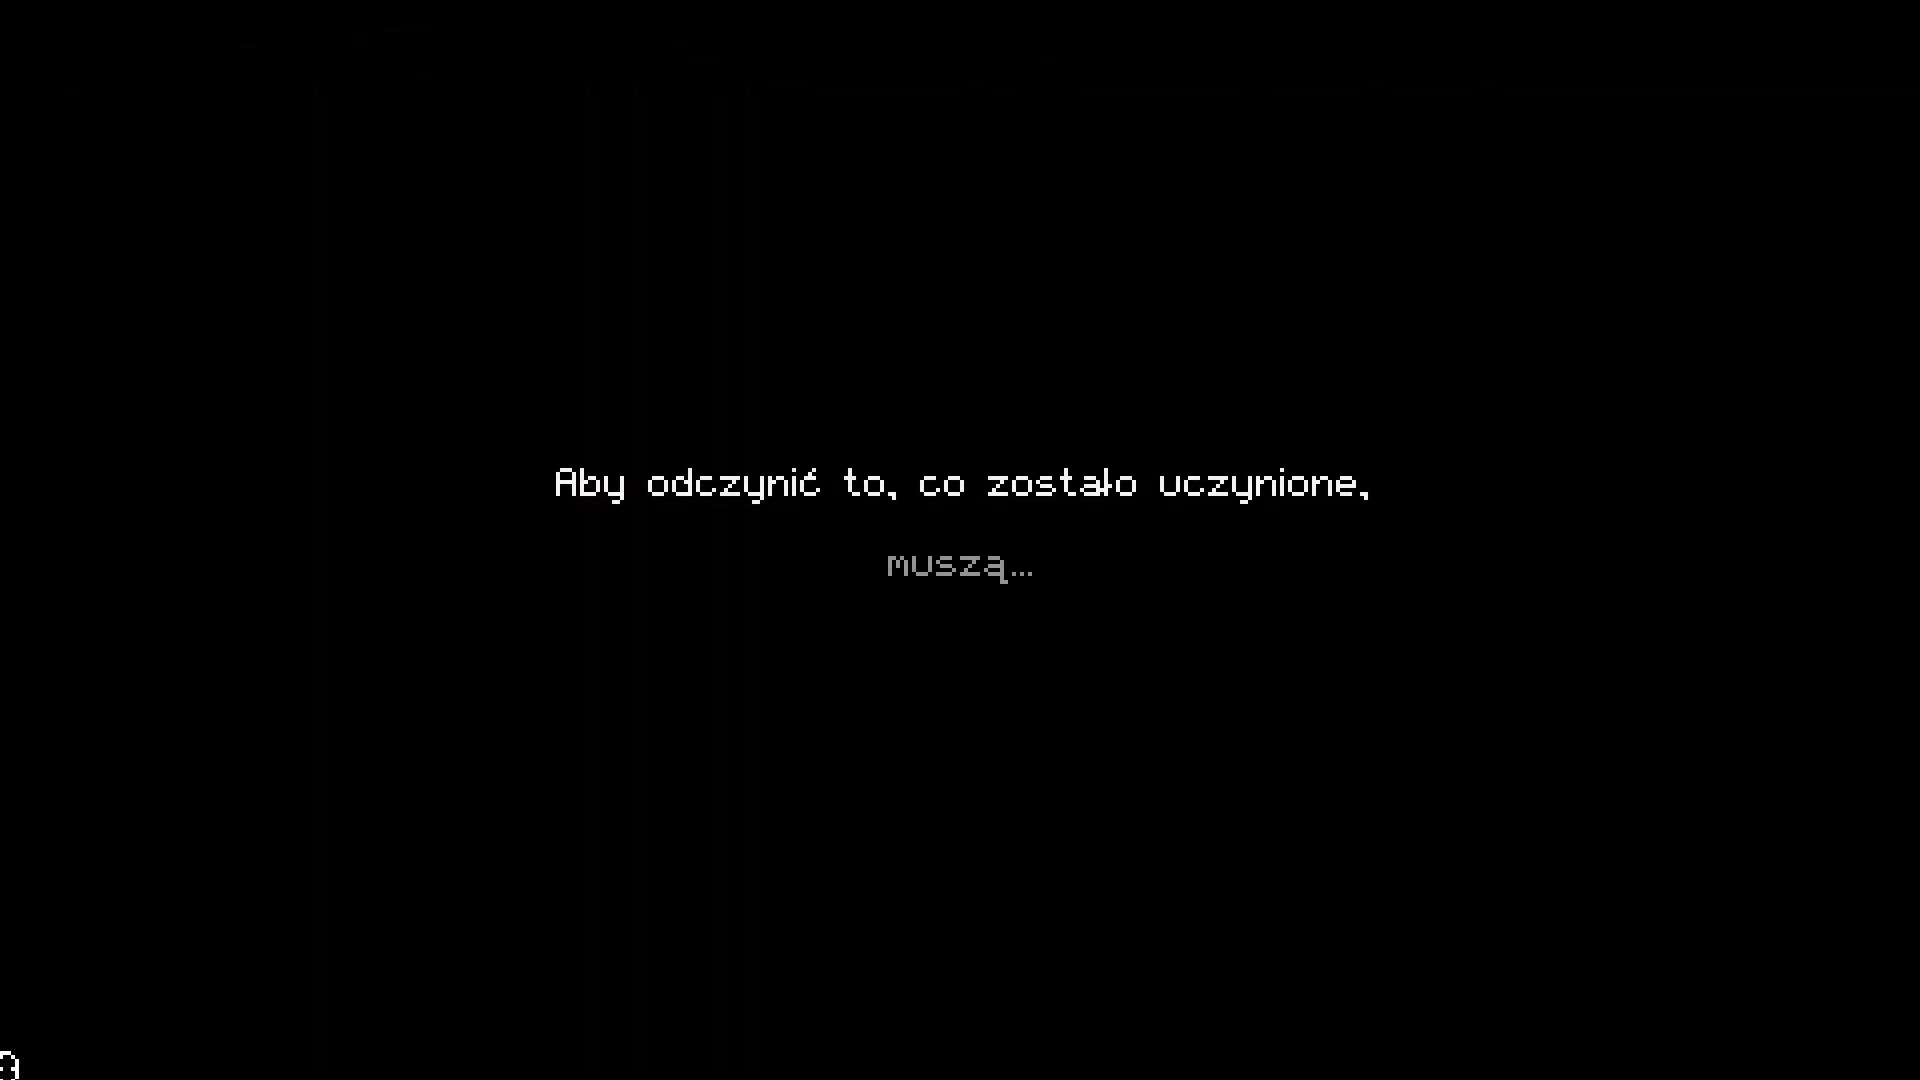 Aby odczynić to, co zostało uczynione,
muszą...